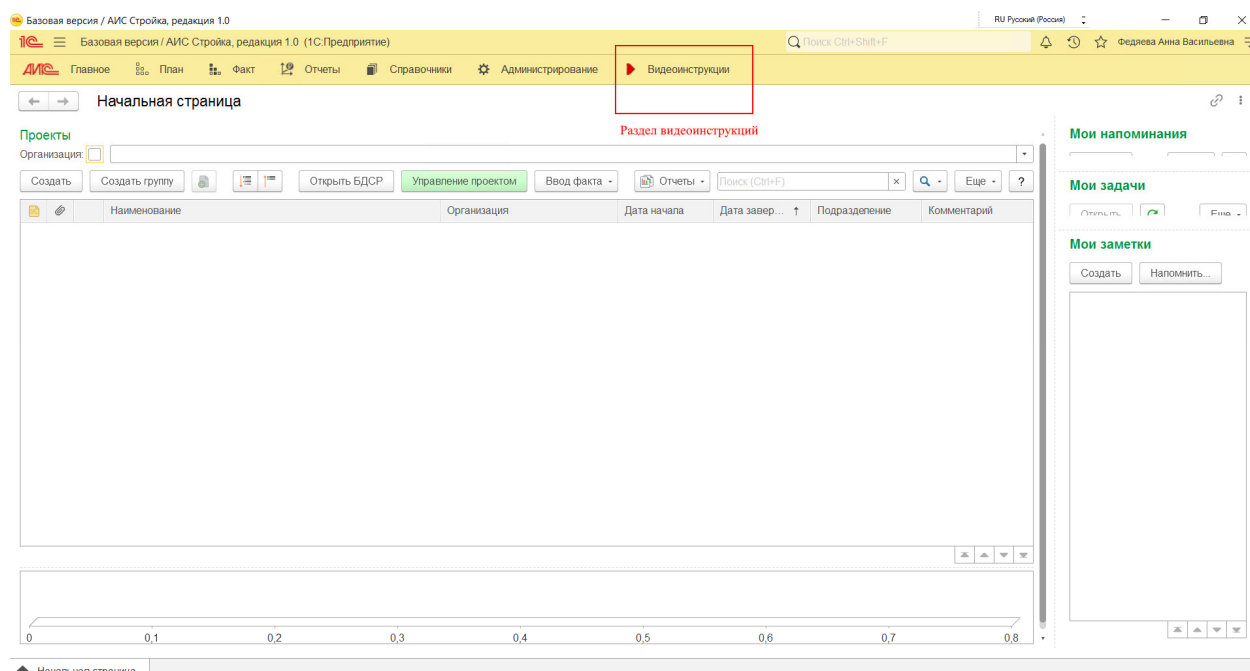 Базовая версия / АИС Стройка, редакция 1.0
RU Русский (Россия)
1С Базовая версия / АИС Стройка, редакция 1.0 (1С:Предприятие)
Поиск Ctrl+Shift+F
Федяева Анна Васильевна
АИС Главное План Факт Отчеты Справочники Администрирование Видеоинструкции
Начальная страница
Раздел видеоинструкций
Проекты
Организация:
Создать Создать группу Открыть БДСР Управление проектом Ввод факта Отчеты Поиск (Ctrl+F) × Еще ?
Наименование Организация Дата начала Дата завер... ↑ Подразделение Комментарий
0 0,1 0,2 0,3 0,4 0,5 0,6 0,7 0,8
Мои напоминания
Мои задачи
Открыть Еще
Мои заметки
Создать Напомнить...
Начальная страница